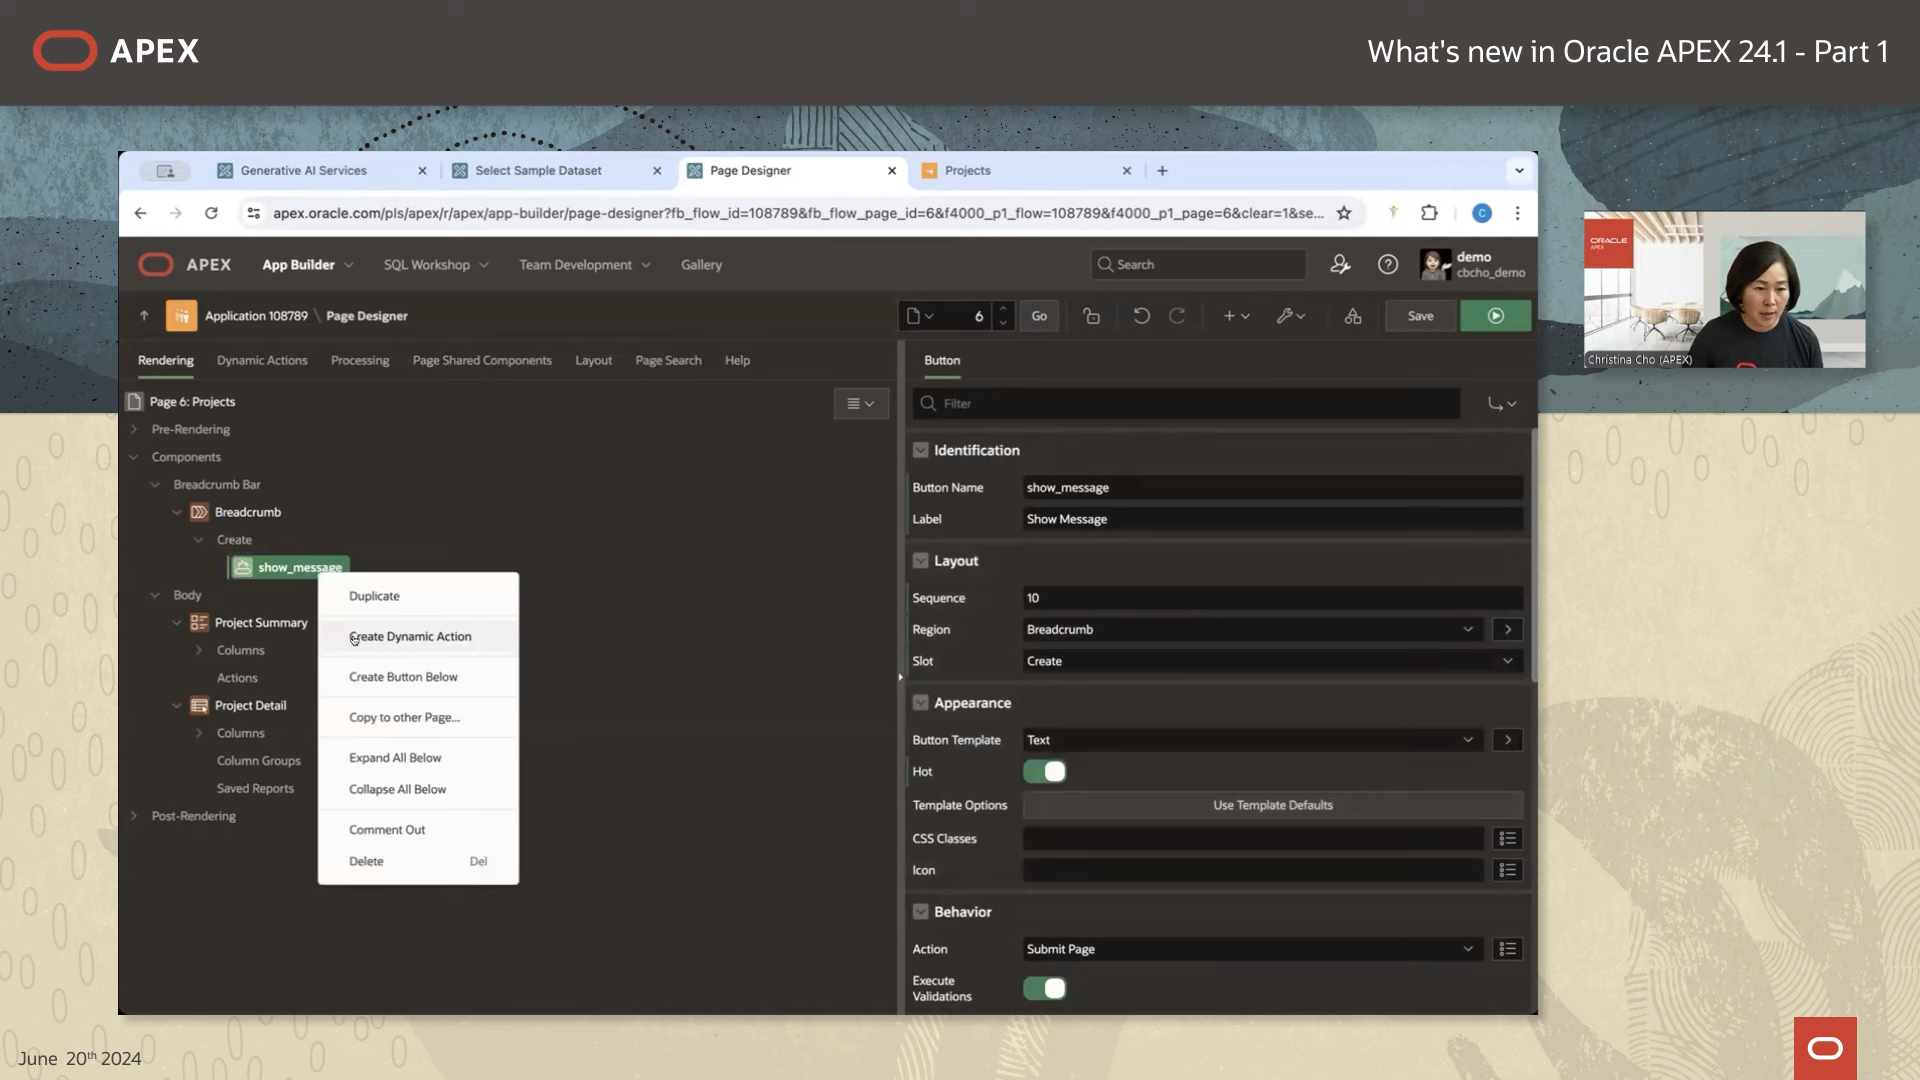 APEX
What's new in Oracle APEX 24.1 - Part 1
Generative AI Services
Select Sample Dataset
Page Designer
Projects
apex.oracle.com/pls/apex/r/apex/app-builder/page-designer?fb_flow_id=108789&fb_flow_page_id=6&f4000_p1_flow=108789&f4000_p1_page=6&clear=1&se...
C
APEX
App Builder
SQL Workshop
Team Development
Gallery
Search
demo
cbcho_demo
Application 108789 \ Page Designer
6
Go
Save
Rendering
Dynamic Actions
Processing
Page Shared Components
Layout
Page Search
Help
Page 6: Projects
Pre-Rendering
Components
Breadcrumb Bar
Breadcrumb
Create
show_message
Body
Project Summary
Columns
Actions
Project Detail
Columns
Column Groups
Saved Reports
Post-Rendering
Duplicate
Create Dynamic Action
Create Button Below
Copy to other Page...
Expand All Below
Collapse All Below
Comment Out
Delete Del
Button
Filter
Identification
Button Name show_message
Label Show Message
Layout
Sequence 10
Region Breadcrumb
Slot Create
Appearance
Button Template Text
Hot
Template Options Use Template Defaults
CSS Classes
Icon
Behavior
Action Submit Page
Execute
Validations
ORACLE
APEX
Christina Cho (APEX)
June 20th 2024